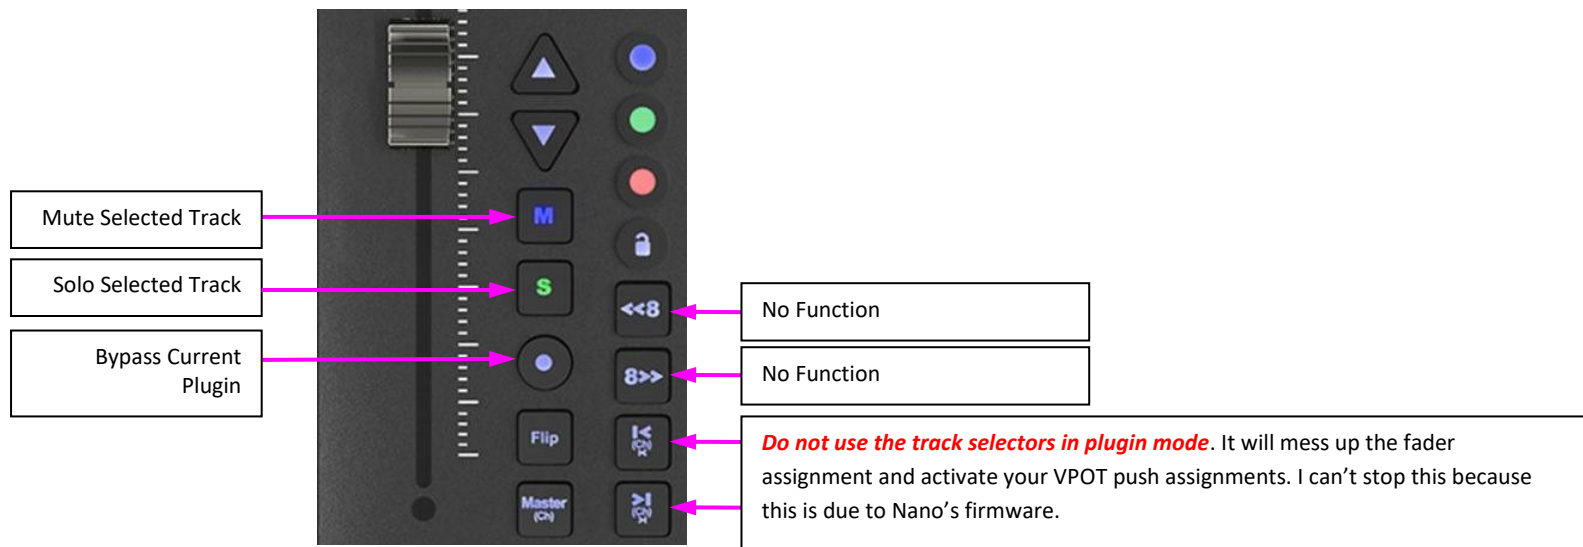 Mute Selected Track
M
Solo Selected Track
S
<<8
No Function
Bypass Current
Plugin
8>>
No Function
Flip
I<
(Ch)
Do not use the track selectors in plugin mode. It will mess up the fader
assignment and activate your VPOT push assignments. I can’t stop this because
this is due to Nano’s firmware.
Master
(Ch)
>I
(Ch)